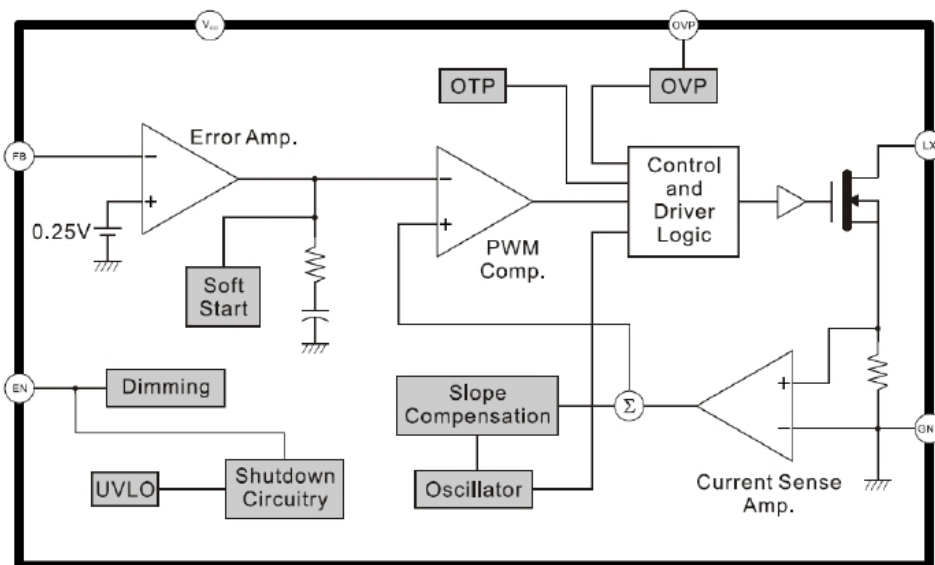 Vcc
OVP
OTP
OVP
Error Amp.
FB
LX
Control
and
Driver
Logic
0.25V
PWM
Comp.
Soft
Start
EN
Dimming
Slope
Compensation
Σ
GN
UVLO
Shutdown
Circuitry
Oscillator
Current Sense
Amp.